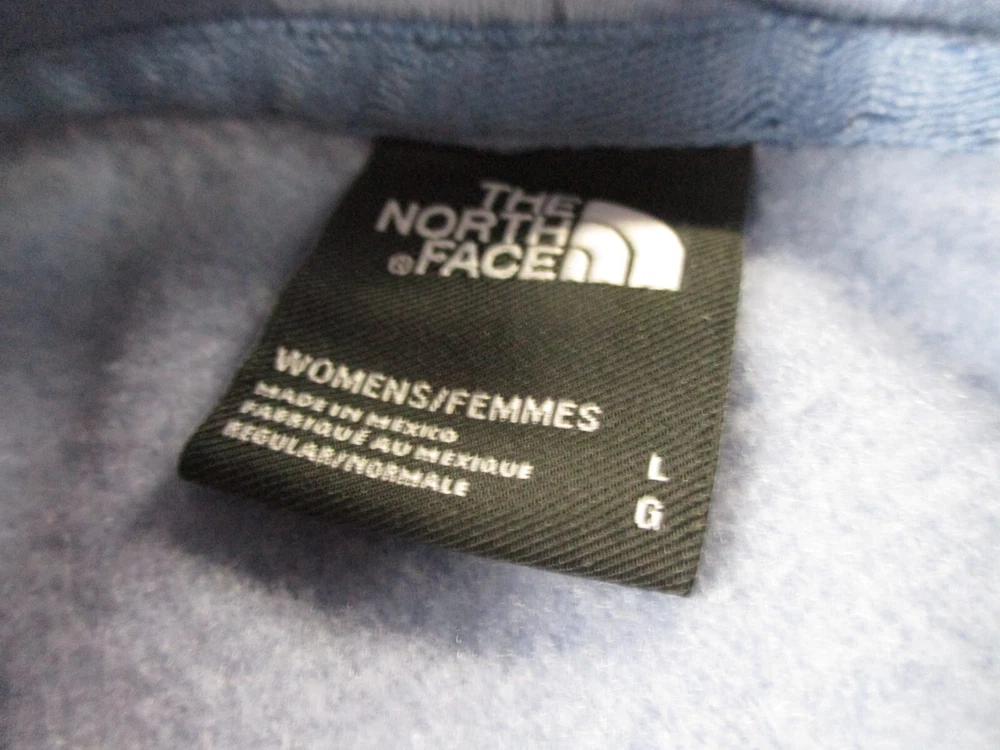 THE
NORTH
®FACE
WOMENS/FEMMES
MADE IN MEXICO
FABRIQUÉ AU MEXIQUE
REGULAR/NORMALE
L
G